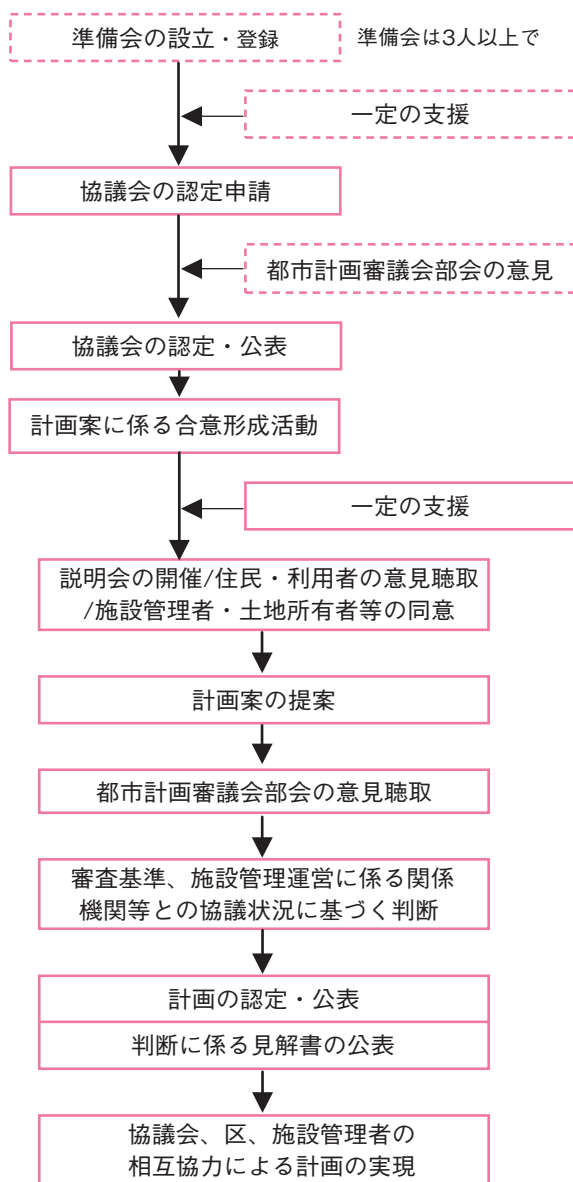 準備会の設立・登録
準備会は3人以上で
一定の支援
協議会の認定申請
都市計画審議会部会の意見
協議会の認定・公表
計画案に係る合意形成活動
一定の支援
説明会の開催/住民・利用者の意見聴取
/施設管理者・土地所有者等の同意
計画案の提案
都市計画審議会部会の意見聴取
審査基準、施設管理運営に係る関係
機関等との協議状況に基づく判断
計画の認定・公表
判断に係る見解書の公表
協議会、区、施設管理者の
相互協力による計画の実現